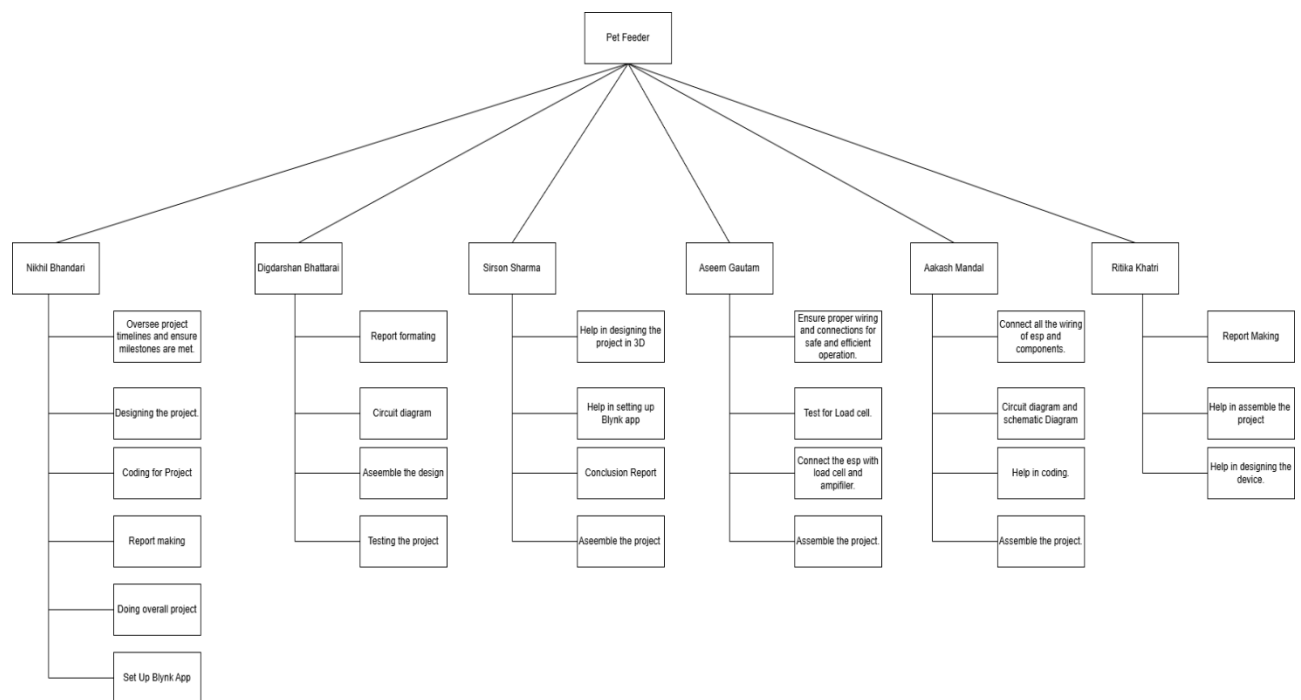 Pet Feeder
Nikhil Bhandari
Digdarshan Bhattarai
Sirson Sharma
Aseem Gautam
Aakash Mandal
Ritika Khatri
Oversee project
timelines and ensure
milestones are met.
Designing the project.
Coding for Project
Report making
Doing overall project
Set Up Blynk App
Report formating
Circuit diagram
Aseemble the design
Testing the project
Help in designing the
project in 3D
Help in setting up
Blynk app
Conclusion Report
Aseemble the project
Ensure proper wiring
and connections for
safe and efficient
operation.
Test for Load cell.
Connect the esp with
load cell and
ampifiler.
Assemble the project.
Connect all the wiring
of esp and
components.
Circuit diagram and
schematic Diagram
Help in coding.
Assemble the project.
Report Making
Help in assemble the
project
Help in designing the
device.